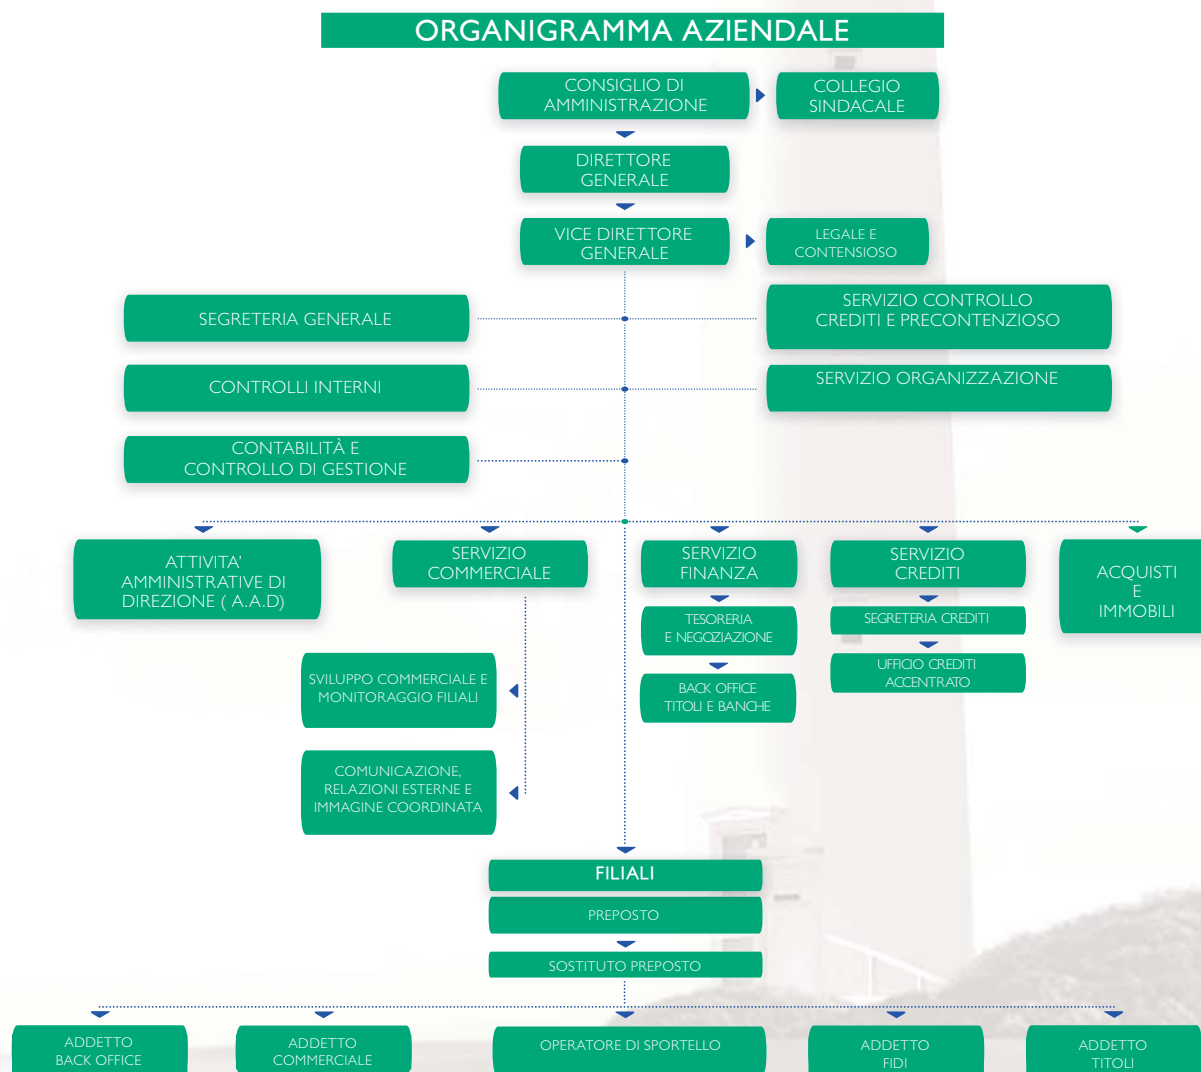 ORGANIGRAMMA AZIENDALE
CONSIGLIO DI
AMMINISTRAZIONE
COLLEGIO
SINDACALE
DIRETTORE
GENERALE
VICE DIRETTORE
GENERALE
LEGALE E
CONTENSIOSO
SEGRETERIA GENERALE
SERVIZIO CONTROLLO
CREDITI E PRECONTENZIOSO
CONTROLLI INTERNI
SERVIZIO ORGANIZZAZIONE
CONTABILITÀ E
CONTROLLO DI GESTIONE
ATTIVITA'
AMMINISTRATIVE DI
DIREZIONE ( A.A.D)
SERVIZIO
COMMERCIALE
SERVIZIO
FINANZA
SERVIZIO
CREDITI
ACQUISTI
E
IMMOBILI
TESORERIA
E NEGOZIAZIONE
SEGRETERIA CREDITI
SVILUPPO COMMERCIALE E
MONITORAGGIO FILIALI
BACK OFFICE
TITOLI E BANCHE
UFFICIO CREDITI
ACCENTRATO
COMUNICAZIONE,
RELAZIONI ESTERNE E
IMMAGINE COORDINATA
FILIALI
PREPOSTO
SOSTITUTO PREPOSTO
ADDETTO
BACK OFFICE
ADDETTO
COMMERCIALE
OPERATORE DI SPORTELLO
ADDETTO
FIDI
ADDETTO
TITOLI